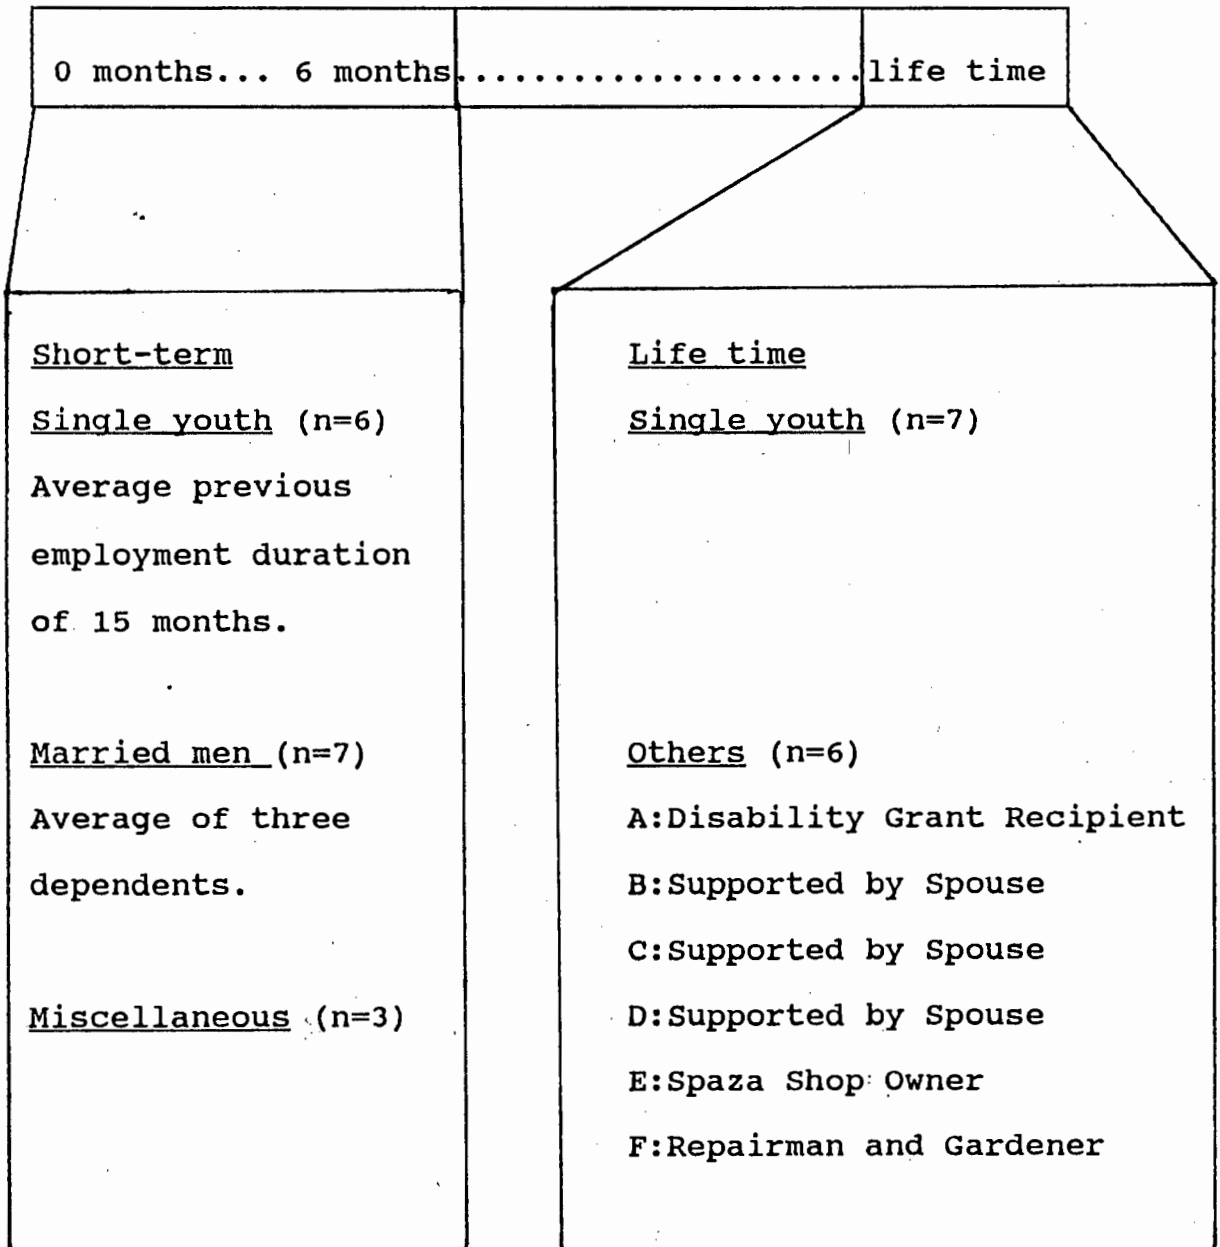 0 months... 6 months.....................life time
Short-term
Single youth (n=6)
Average previous
employment duration
of 15 months.
Married men (n=7)
Average of three
dependents.
Miscellaneous (n=3)
Life time
Single youth (n=7)
Others (n=6)
A:Disability Grant Recipient
B:Supported by Spouse
C:Supported by Spouse
D:Supported by Spouse
E:Spaza Shop Owner
F:Repairman and Gardener